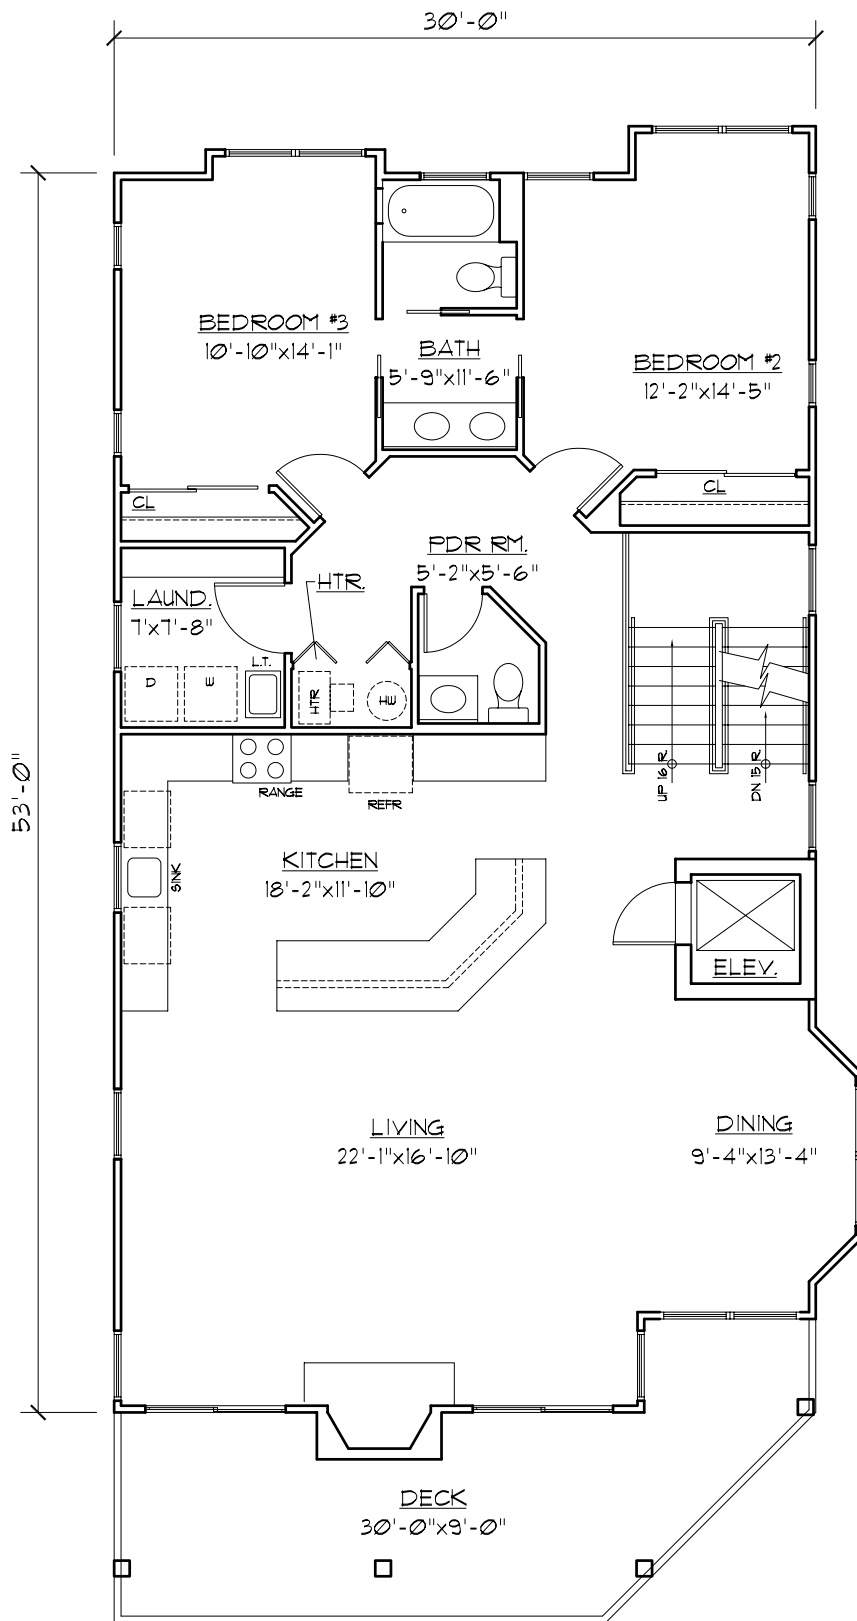 30'-0"
BEDROOM #3
10'-10"x14'-1"
BATH
5'-9"x11'-6"
BEDROOM #2
12'-2"x14'-5"
CL
CL
PDR RM.
5'-2"x5'-6"
HTR.
LAUND.
7'x7'-8"
L.T.
D
W
HTR
HW
UP 16 R.
DN 15 R.
53'-0"
RANGE
REFR
SINK
KITCHEN
18'-2"x11'-10"
ELEV.
LIVING
22'-1"x16'-10"
DINING
9'-4"x13'-4"
DECK
30'-0"x9'-0"